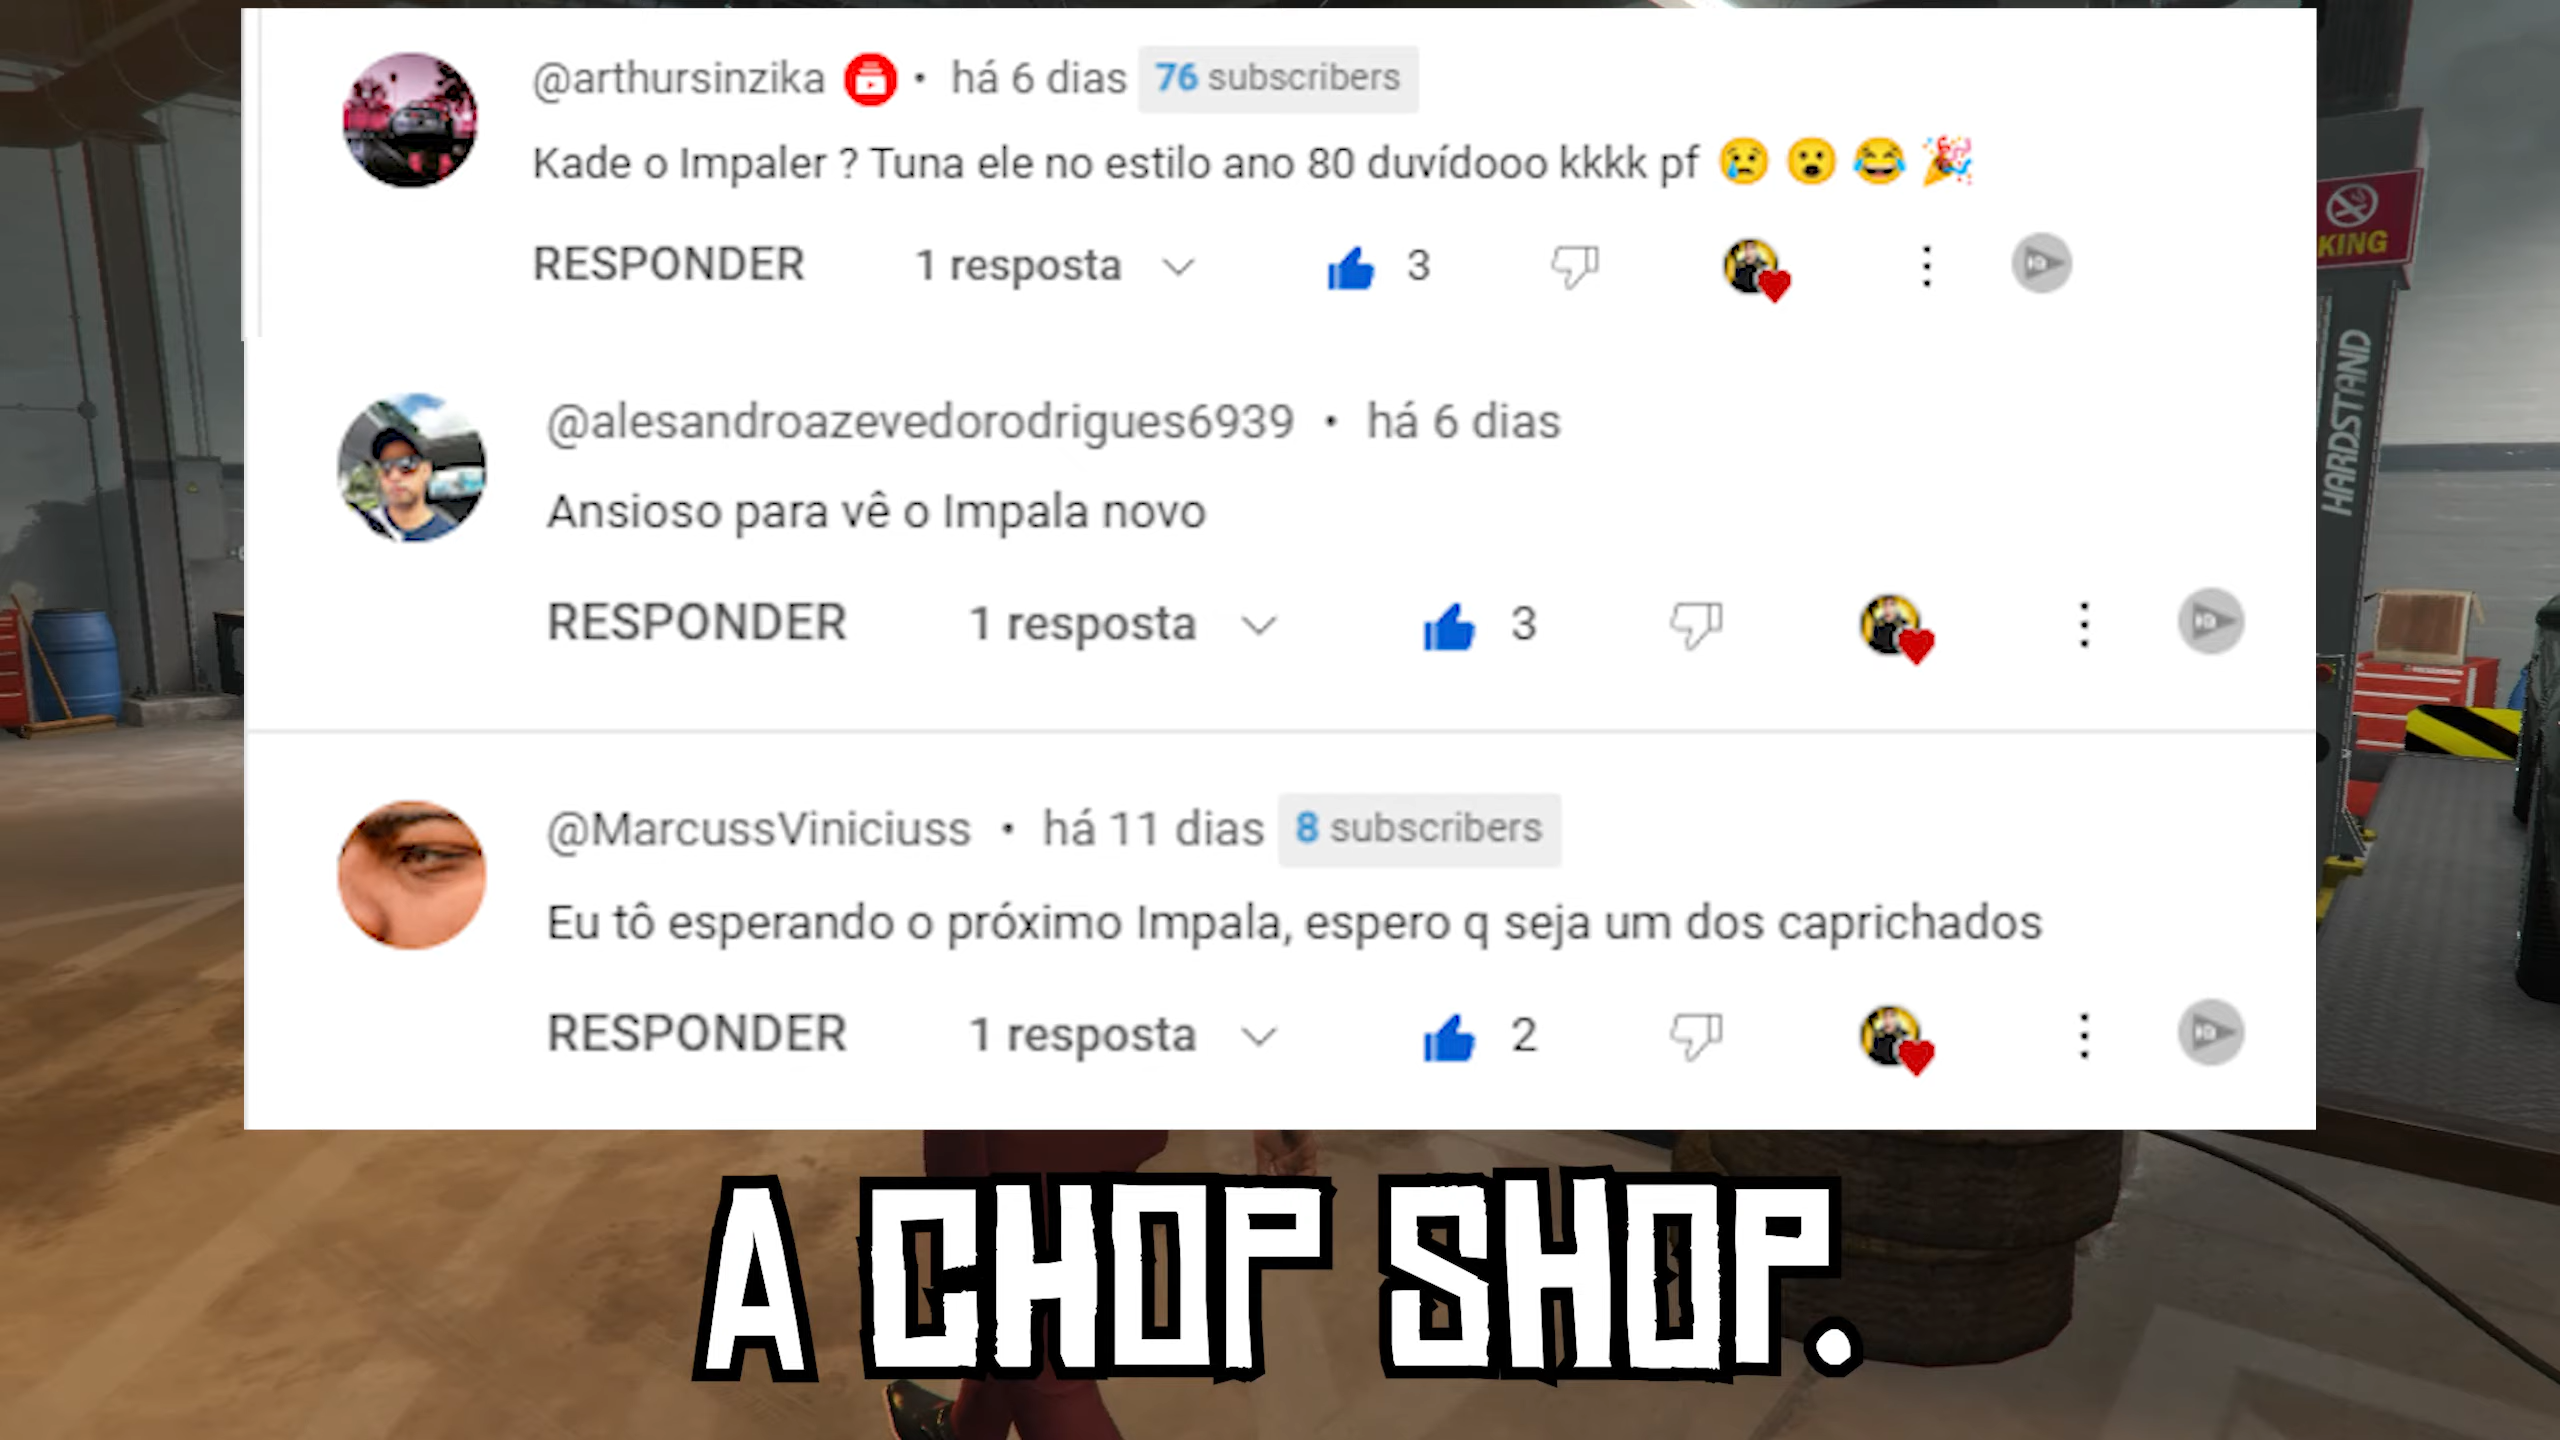 @arthursinzika • há 6 dias 76 subscribers
Kade o Impaler ? Tuna ele no estilo ano 80 duvídooo kkkk pf 😢 😮 😂 🎉
RESPONDER 1 resposta 3
KING
HARDSTAND
@alesandroazevedorodrigues6939 • há 6 dias
Ansioso para vê o Impala novo
RESPONDER 1 resposta 3
@MarcussViniciuss • há 11 dias 8 subscribers
Eu tô esperando o próximo Impala, espero q seja um dos caprichados
RESPONDER 1 resposta 2
A CHOP SHOP.